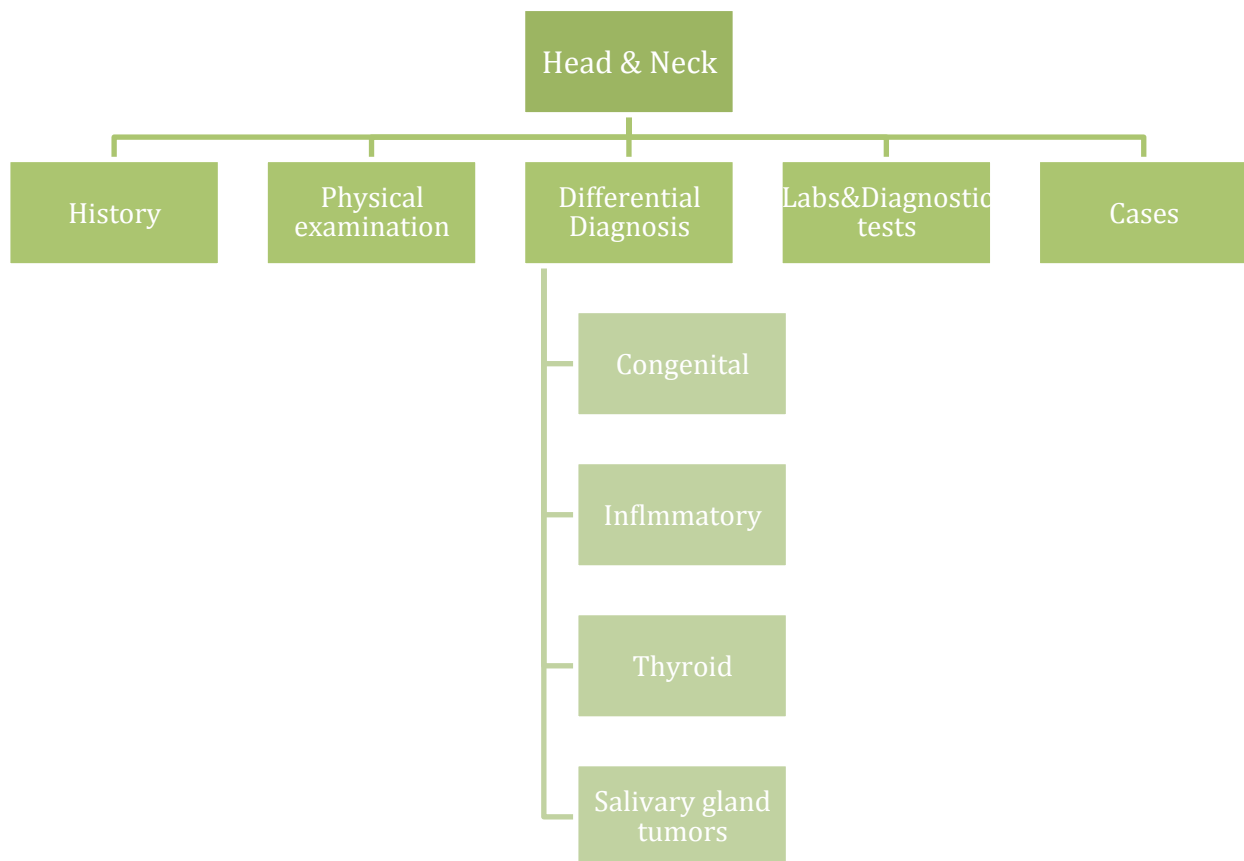 Head & Neck
History
Physical
examination
Differential
Diagnosis
Labs&Diagnostic
tests
Cases
Congenital
Inflmmatory
Thyroid
Salivary gland
tumors